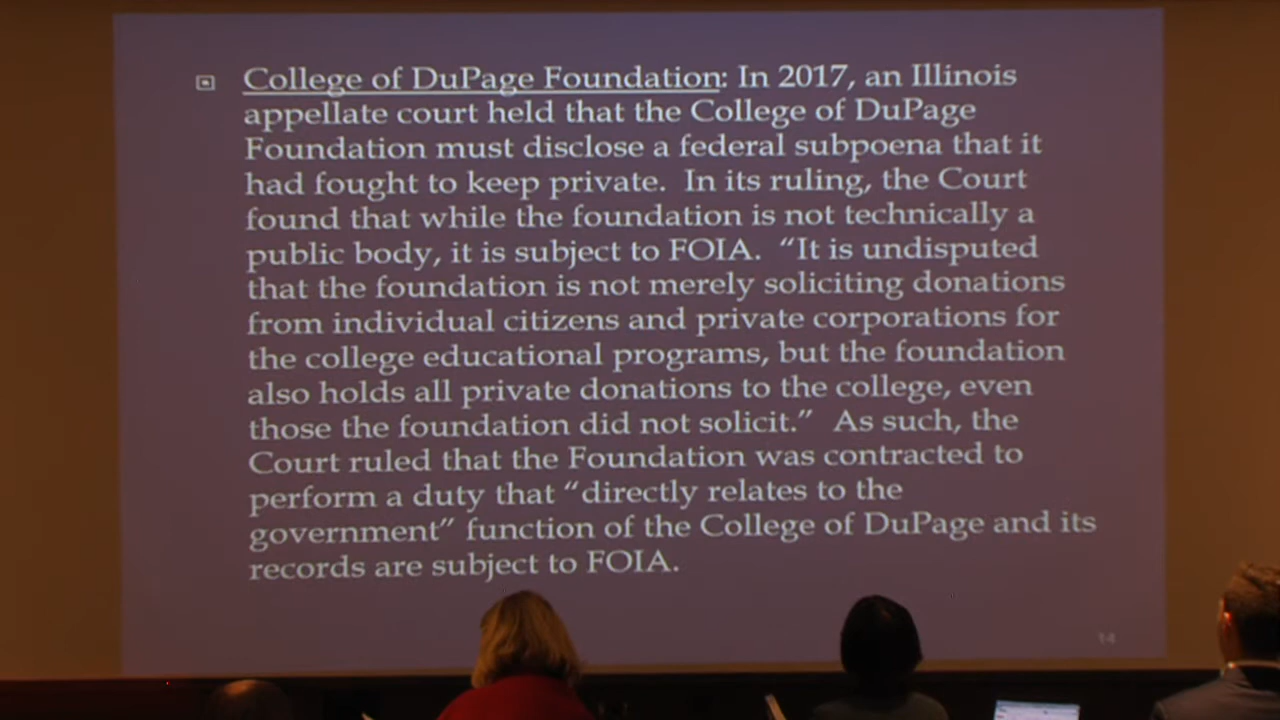 College of DuPage Foundation: In 2017, an Illinois
appellate court held that the College of DuPage
Foundation must disclose a federal subpoena that it
had fought to keep private. In its ruling, the Court
found that while the foundation is not technically a
public body, it is subject to FOIA. “It is undisputed
that the foundation is not merely soliciting donations
from individual citizens and private corporations for
the college educational programs, but the foundation
also holds all private donations to the college, even
those the foundation did not solicit.” As such, the
Court ruled that the Foundation was contracted to
perform a duty that “directly relates to the
government” function of the College of DuPage and its
records are subject to FOIA.
14